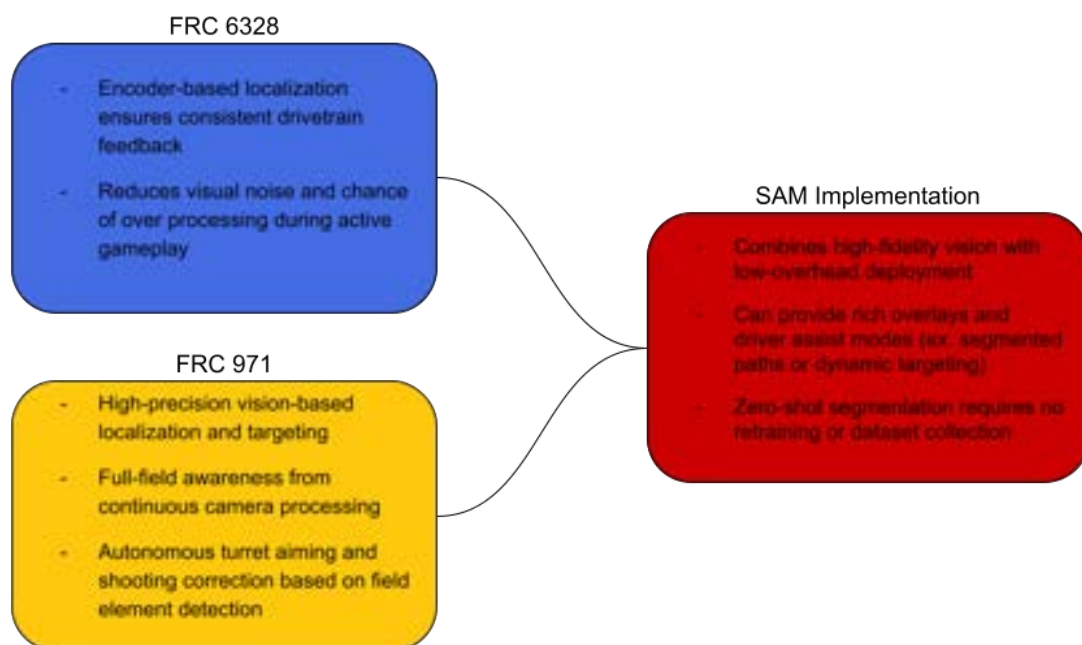 FRC 6328
- Encoder-based localization
ensures consistent drivetrain
feedback
- Reduces visual noise and chance
of over processing during active
gameplay
FRC 971
- High-precision vision-based
localization and targeting
- Full-field awareness from
continuous camera processing
- Autonomous turret aiming and
shooting correction based on field
element detection
SAM Implementation
- Combines high-fidelity vision with
low-overhead deployment
- Can provide rich overlays and
driver assist modes (ex. segmented
paths or dynamic targeting)
- Zero-shot segmentation requires no
retraining or dataset collection